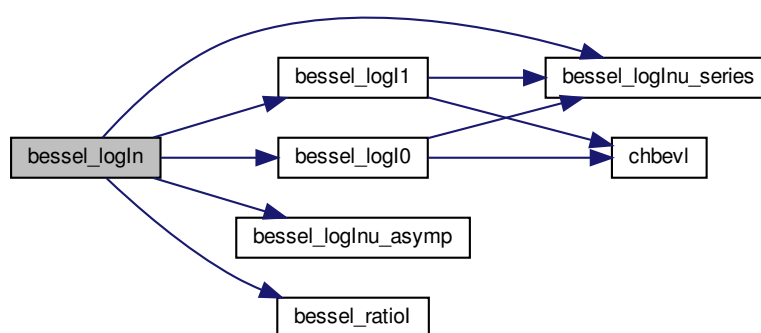 bessel_logIn
bessel_logI1
bessel_logInu_series
bessel_logI0
chbevl
bessel_logInu_asymp
bessel_ratioI